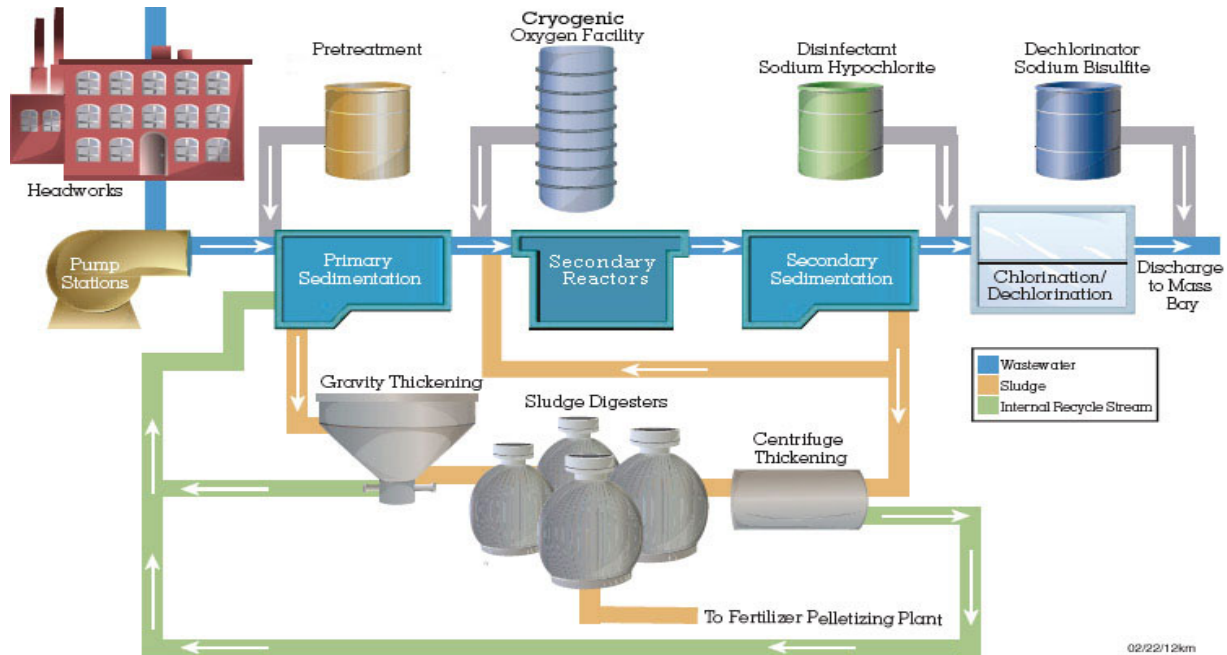 Cryogenic
Oxygen Facility
Pretreatment
Disinfectant
Sodium Hypochlorite
Dechlorinator
Sodium Bisulfite
Headworks
Pump
Stations
Primary
Sedimentation
Secondary
Reactors
Secondary
Sedimentation
Chlorination/
Dechlorination
Discharge
to Mass
Bay
Wastewater
Sludge
Internal Recycle Stream
Gravity Thickening
Sludge Digesters
Centrifuge
Thickening
To Fertilizer Pelletizing Plant
02/22/12km